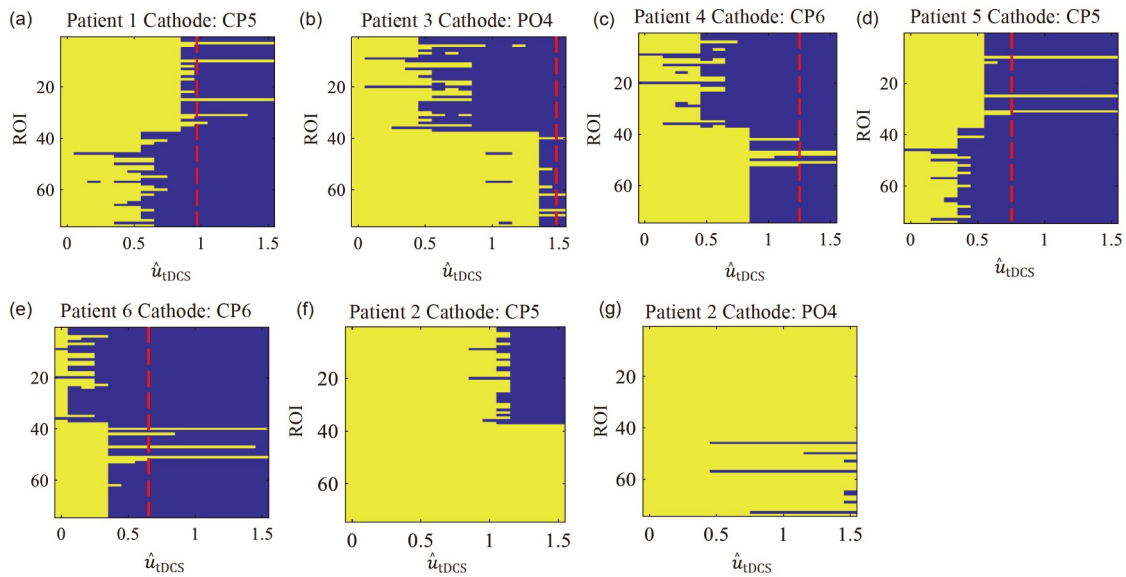 (a) Patient 1 Cathode: CP5
20
40
60
ROI
0 0.5 1 1.5
û_tDCS
(b) Patient 3 Cathode: PO4
20
40
60
ROI
0 0.5 1 1.5
û_tDCS
(c) Patient 4 Cathode: CP6
20
40
60
ROI
0 0.5 1 1.5
û_tDCS
(d) Patient 5 Cathode: CP5
20
40
60
ROI
0 0.5 1 1.5
û_tDCS
(e) Patient 6 Cathode: CP6
20
40
60
ROI
0 0.5 1 1.5
û_tDCS
(f) Patient 2 Cathode: CP5
20
40
60
ROI
0 0.5 1 1.5
û_tDCS
(g) Patient 2 Cathode: PO4
20
40
60
ROI
0 0.5 1 1.5
û_tDCS